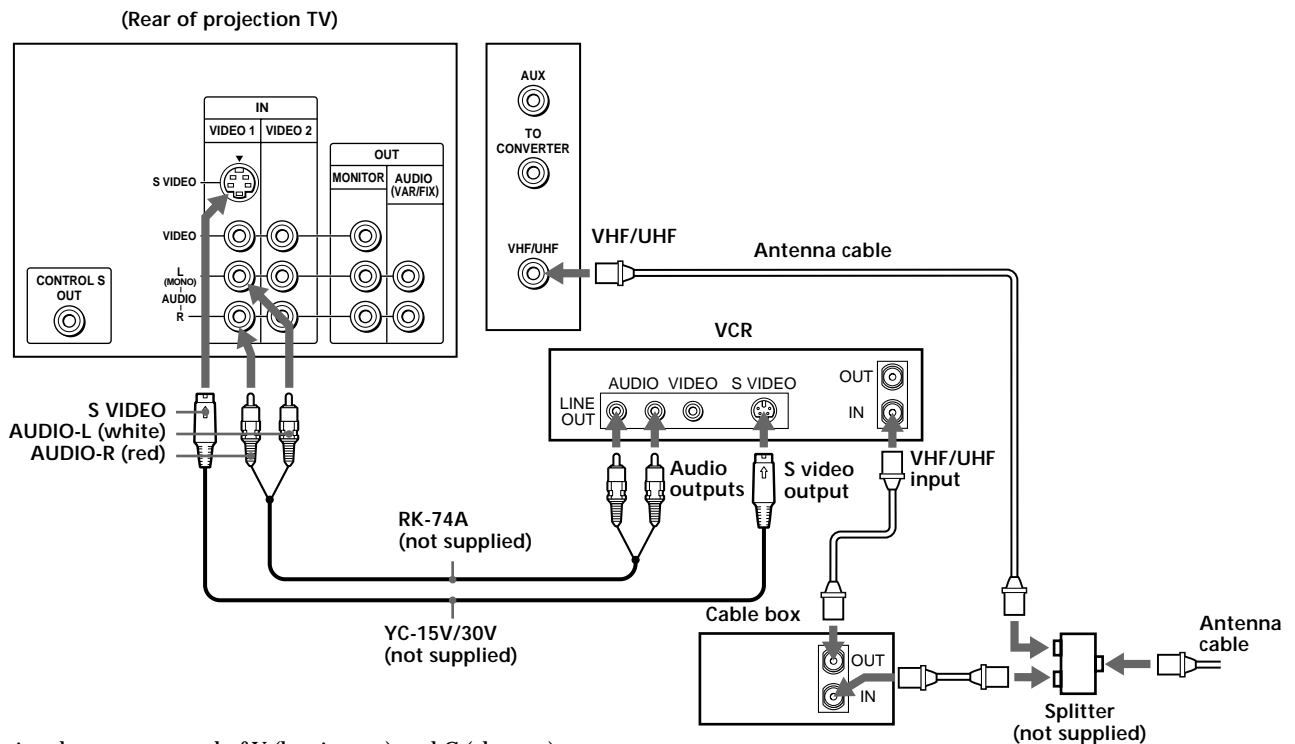 (Rear of projection TV)
IN
VIDEO 1 VIDEO 2
OUT
MONITOR AUDIO
(VAR/FIX)
S VIDEO
VIDEO
L
(MONO)
AUDIO
R
CONTROL S
OUT
AUX
TO
CONVERTER
VHF/UHF
VHF/UHF
Antenna cable
VCR
AUDIO VIDEO S VIDEO
LINE
OUT
OUT
IN
S VIDEO
AUDIO-L (white)
AUDIO-R (red)
Audio
outputs
S video
output
VHF/UHF
input
RK-74A
(not supplied)
YC-15V/30V
(not supplied)
Cable box
OUT
IN
Antenna
cable
Splitter
(not supplied)